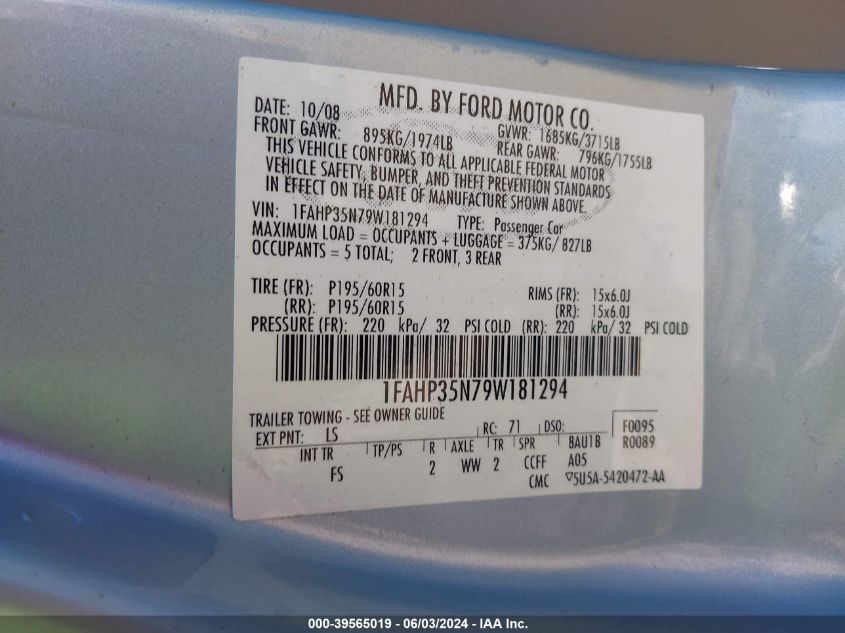 MFD. BY FORD MOTOR CO.
DATE: 10/08 GVWR: 1685KG/3715LB
FRONT GAWR: 895KG/1974LB REAR GAWR: 796KG/1755LB
THIS VEHICLE CONFORMS TO ALL APPLICABLE FEDERAL MOTOR
VEHICLE SAFETY, BUMPER, AND THEFT PREVENTION STANDARDS
IN EFFECT ON THE DATE OF MANUFACTURE SHOWN ABOVE.
VIN: 1FAHP35N79W181294 TYPE: Passenger Car
MAXIMUM LOAD = OCCUPANTS + LUGGAGE = 375KG/ 827LB
OCCUPANTS = 5 TOTAL; 2 FRONT, 3 REAR
TIRE (FR): P195/60R15 RIMS (FR): 15x6.0J
(RR): P195/60R15 (RR): 15x6.0J
PRESSURE (FR): 220 kPa/ 32 PSI COLD (RR): 220 kPa/ 32 PSI COLD
1FAHP35N79W181294
TRAILER TOWING - SEE OWNER GUIDE
EXT PNT: LS RC: 71 DSO: F0095
INT TR TP/PS R AXLE TR SPR 8AU1B R0089
FS 2 WW 2 CCFF A05
CMC ▽5U5A-5420472-AA
000-39565019 - 06/03/2024 - IAA Inc.